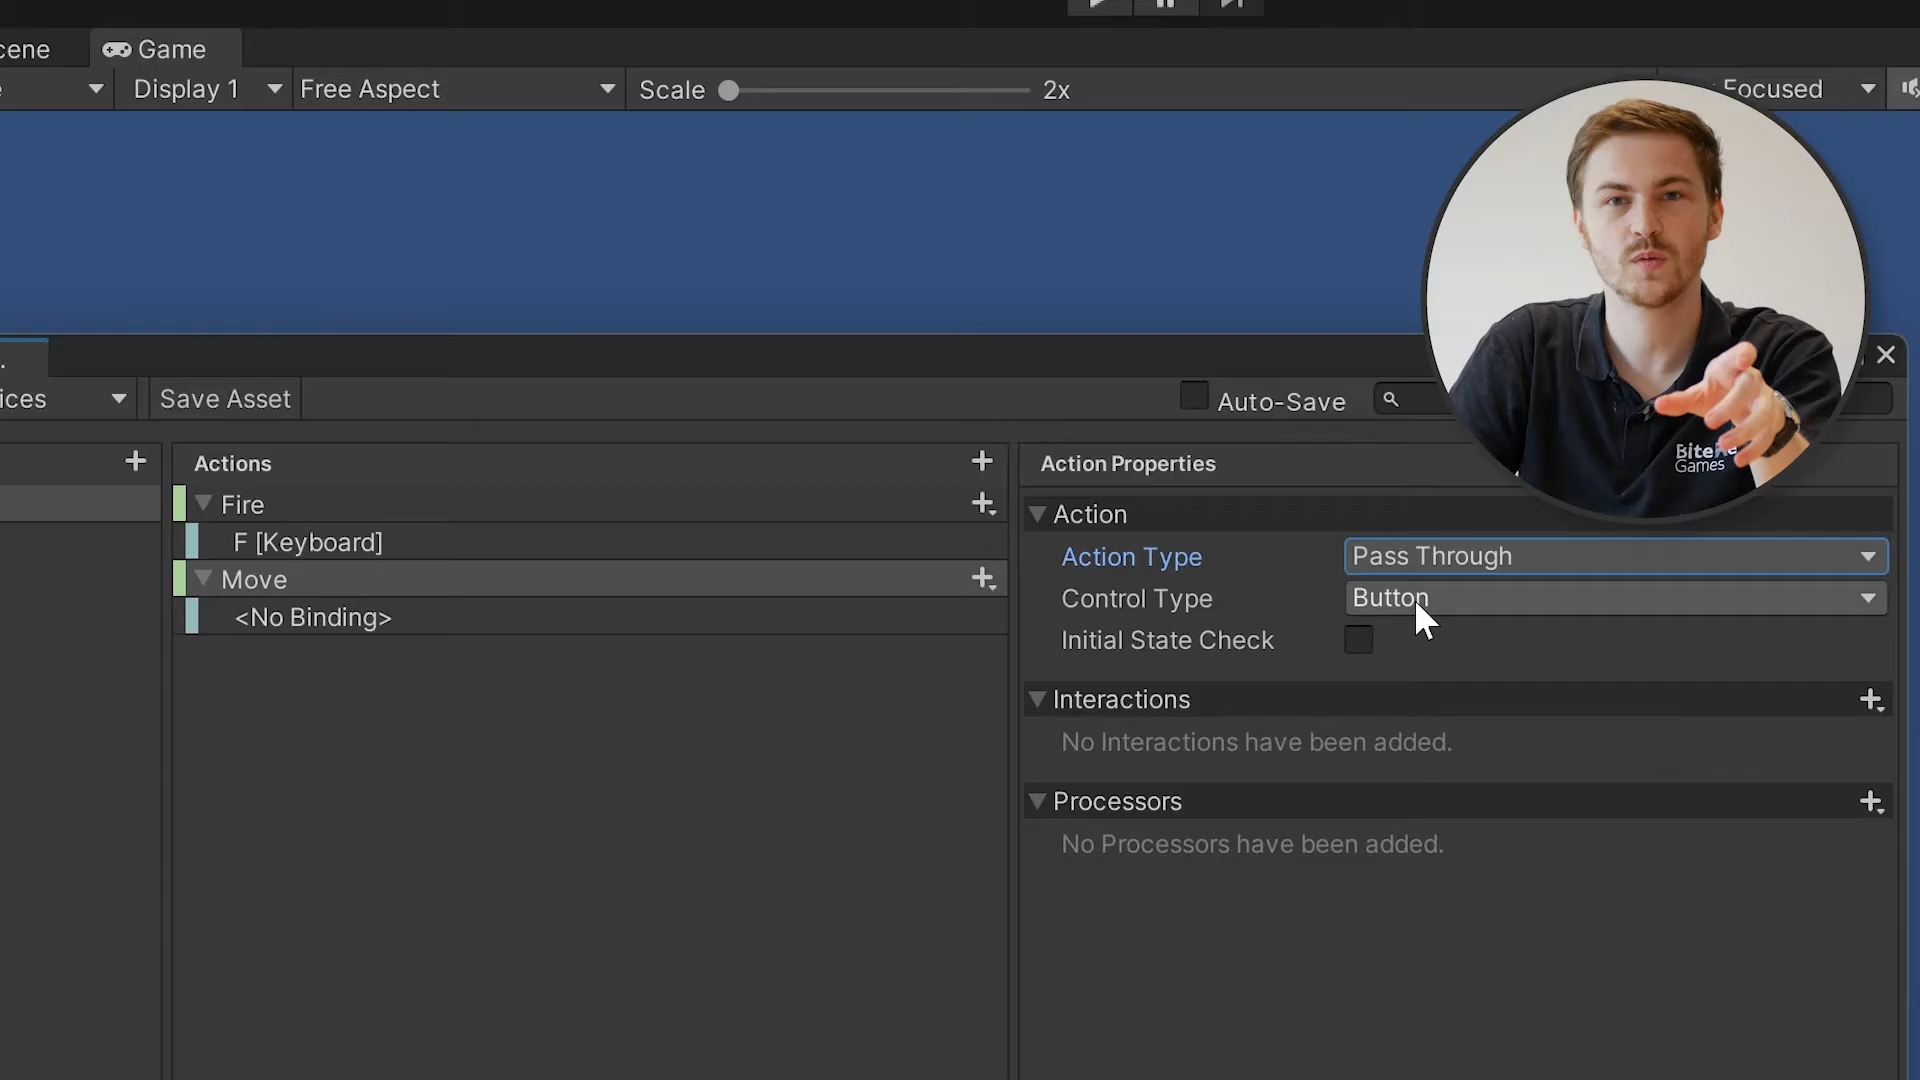 cene
Game
Display 1
Free Aspect
Scale
2x
Focused
ices
Save Asset
Auto-Save
Actions
Action Properties
Fire
F [Keyboard]
Move
<No Binding>
Action
Action Type
Pass Through
Control Type
Button
Initial State Check
Interactions
No Interactions have been added.
Processors
No Processors have been added.
Bite
Games